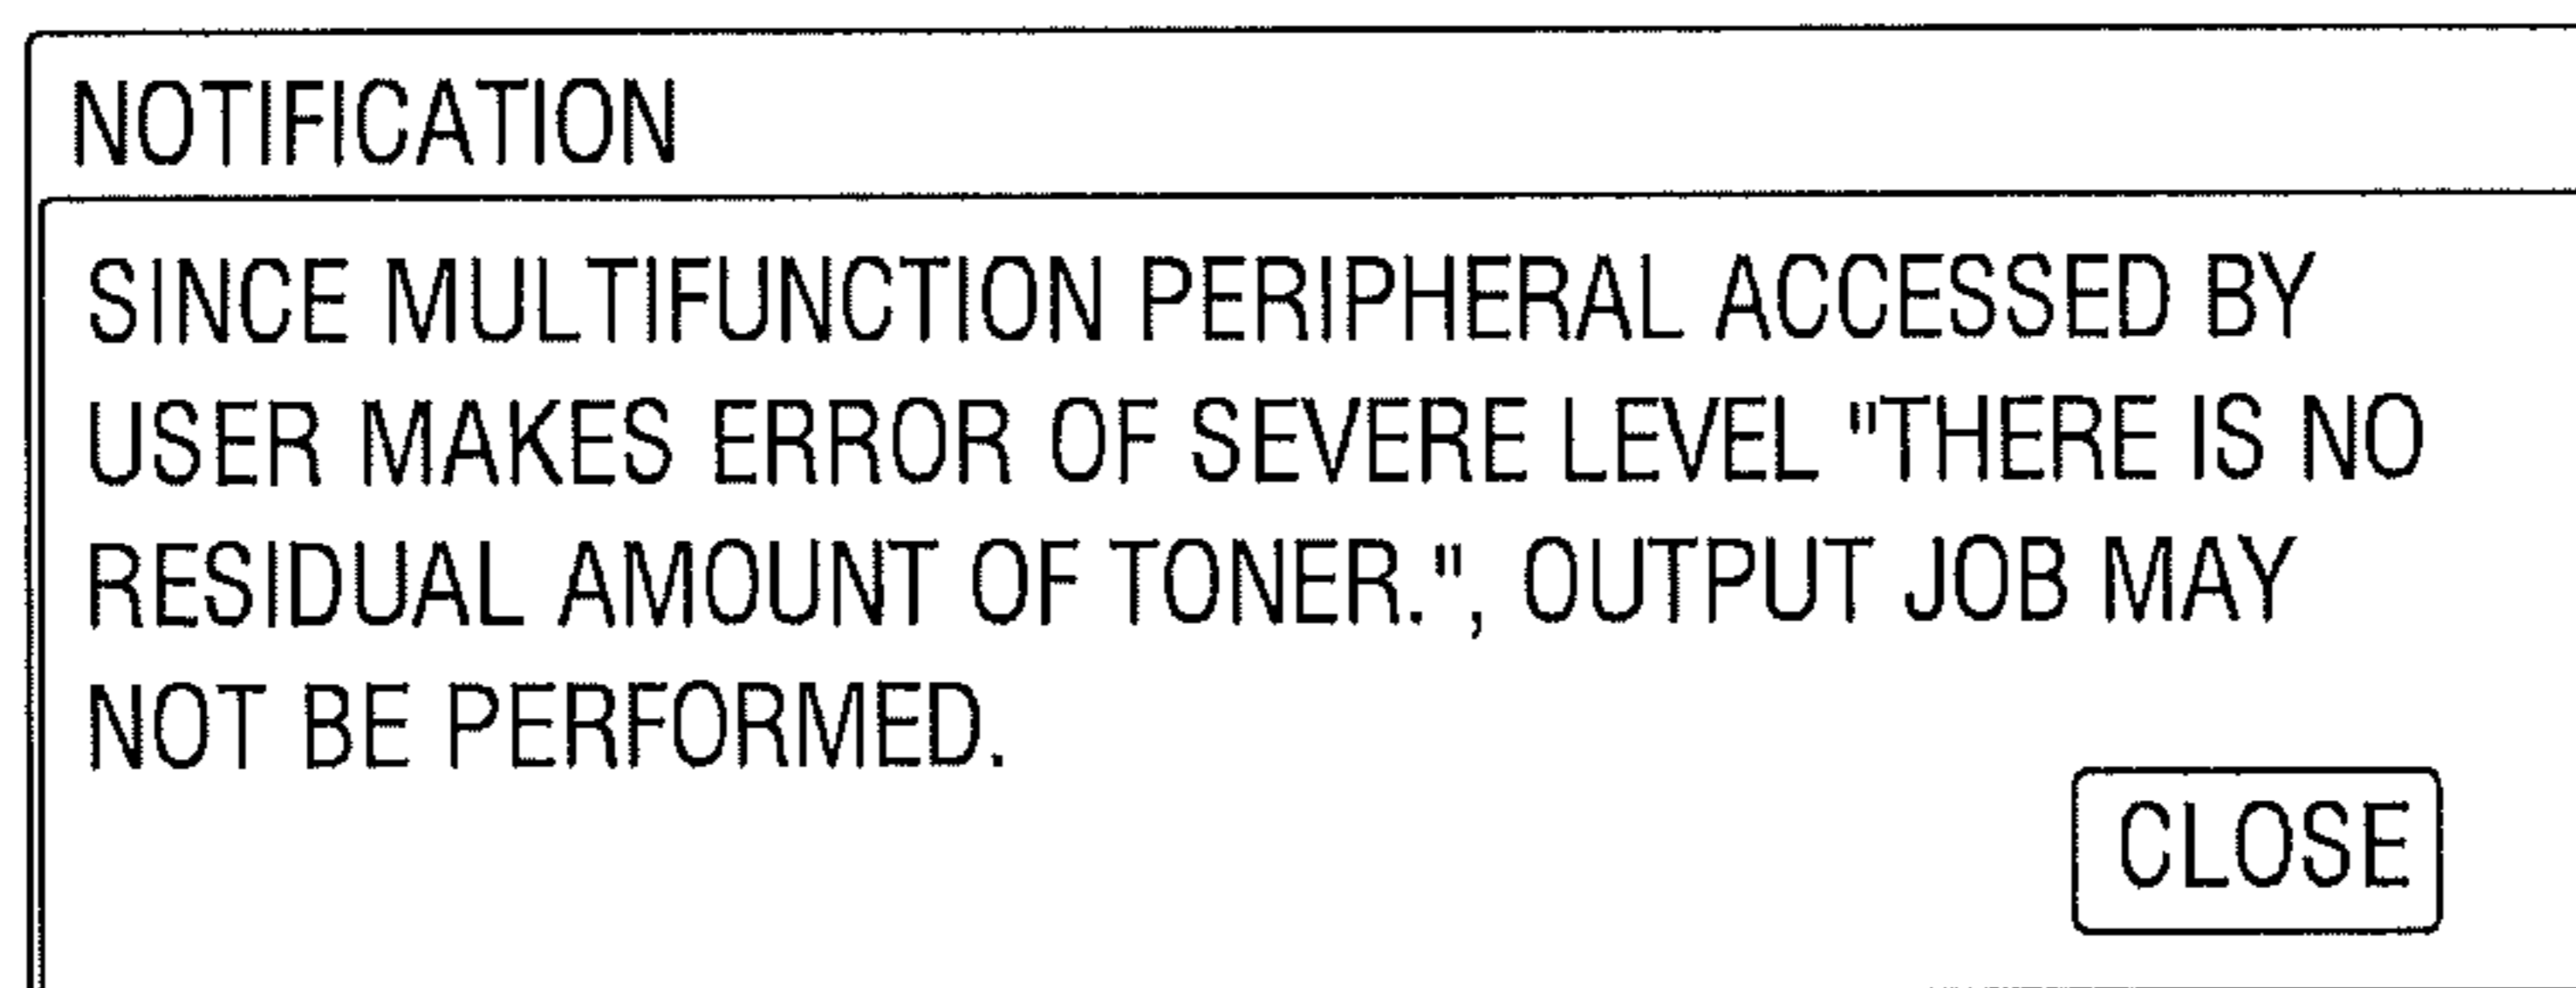 NOTIFICATION
SINCE MULTIFUNCTION PERIPHERAL ACCESSED BY
USER MAKES ERROR OF SEVERE LEVEL "THERE IS NO
RESIDUAL AMOUNT OF TONER.", OUTPUT JOB MAY
NOT BE PERFORMED.
CLOSE